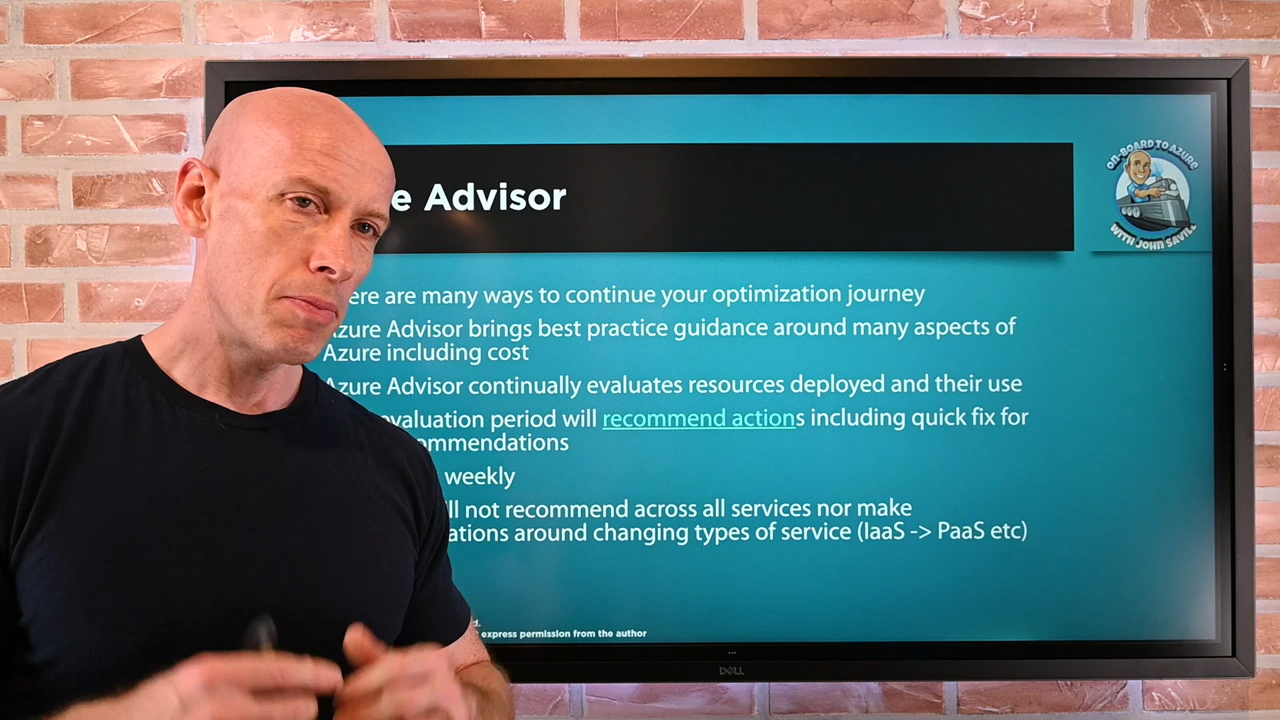 e Advisor
ON-BOARD TO AZURE
WITH JOHN SAVILL
ere are many ways to continue your optimization journey
Azure Advisor brings best practice guidance around many aspects of
Azure including cost
Azure Advisor continually evaluates resources deployed and their use
evaluation period will recommend actions including quick fix for
ommendations
weekly
ll not recommend across all services nor make
ations around changing types of service (IaaS -> PaaS etc)
d.
express permission from the author
DELL